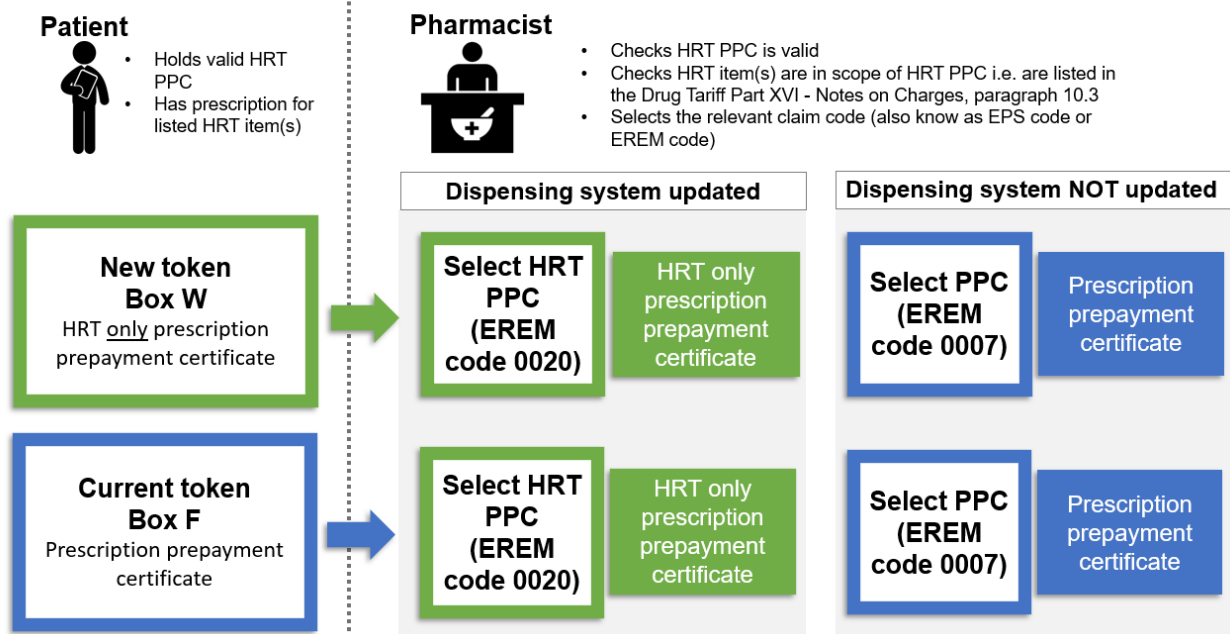 Patient
• Holds valid HRT
PPC
• Has prescription for
listed HRT item(s)
Pharmacist
• Checks HRT PPC is valid
• Checks HRT item(s) are in scope of HRT PPC i.e. are listed in
the Drug Tariff Part XVI - Notes on Charges, paragraph 10.3
• Selects the relevant claim code (also know as EPS code or
EREM code)
Dispensing system updated
Dispensing system NOT updated
New token
Box W
HRT only prescription
prepayment certificate
Select HRT
PPC
(EREM
code 0020)
HRT only
prescription
prepayment
certificate
Select PPC
(EREM
code 0007)
Prescription
prepayment
certificate
Current token
Box F
Prescription prepayment
certificate
Select HRT
PPC
(EREM
code 0020)
HRT only
prescription
prepayment
certificate
Select PPC
(EREM
code 0007)
Prescription
prepayment
certificate